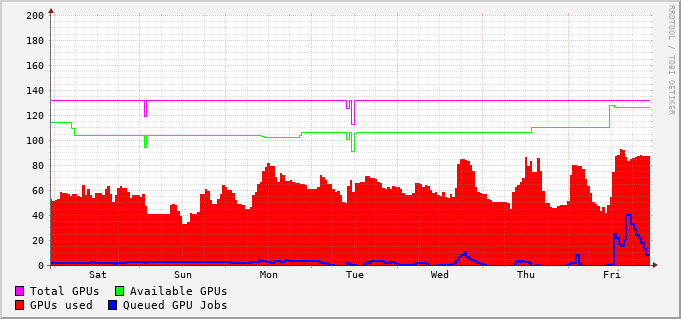 200
180
160
140
120
100
80
60
40
20
0
Sat Sun Mon Tue Wed Thu Fri
Total GPUs Available GPUs
GPUs used Queued GPU Jobs
RRDTOOL / TOBI OETIKER